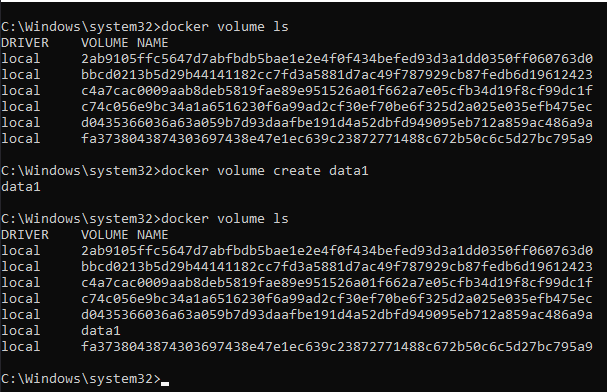 C:\Windows\system32>docker volume ls
DRIVER    VOLUME NAME
local     2ab9105ffc5647d7abfbdb5bae1e2e4f0f434befed93d3a1dd0350ff060763d0
local     bbcd0213b5d29b44141182cc7fd3a5881d7ac49f787929cb87fedb6d19612423
local     c4a7cac0009aab8deb5819fae89e951526a01f662a7e05cfb34d19f8cf99dc1f
local     c74c056e9bc34a1a6516230f6a99ad2cf30ef70be6f325d2a025e035efb475ec
local     d0435366036a63a059b7d93daafbe191d4a52dbfd949095eb712a859ac486a9a
local     fa3738043874303697438e47e1ec639c23872771488c672b50c6c5d27bc795a9
C:\Windows\system32>docker volume create data1
data1
C:\Windows\system32>docker volume ls
DRIVER    VOLUME NAME
local     2ab9105ffc5647d7abfbdb5bae1e2e4f0f434befed93d3a1dd0350ff060763d0
local     bbcd0213b5d29b44141182cc7fd3a5881d7ac49f787929cb87fedb6d19612423
local     c4a7cac0009aab8deb5819fae89e951526a01f662a7e05cfb34d19f8cf99dc1f
local     c74c056e9bc34a1a6516230f6a99ad2cf30ef70be6f325d2a025e035efb475ec
local     d0435366036a63a059b7d93daafbe191d4a52dbfd949095eb712a859ac486a9a
local     data1
local     fa3738043874303697438e47e1ec639c23872771488c672b50c6c5d27bc795a9
C:\Windows\system32>